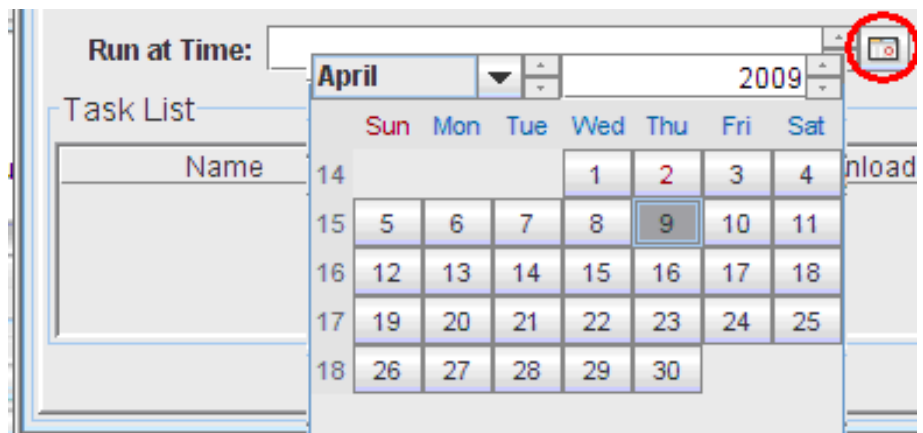 Run at Time:
April 2009
Task List
Sun Mon Tue Wed Thu Fri Sat
Name nload
14 1 2 3 4
15 5 6 7 8 9 10 11
16 12 13 14 15 16 17 18
17 19 20 21 22 23 24 25
18 26 27 28 29 30